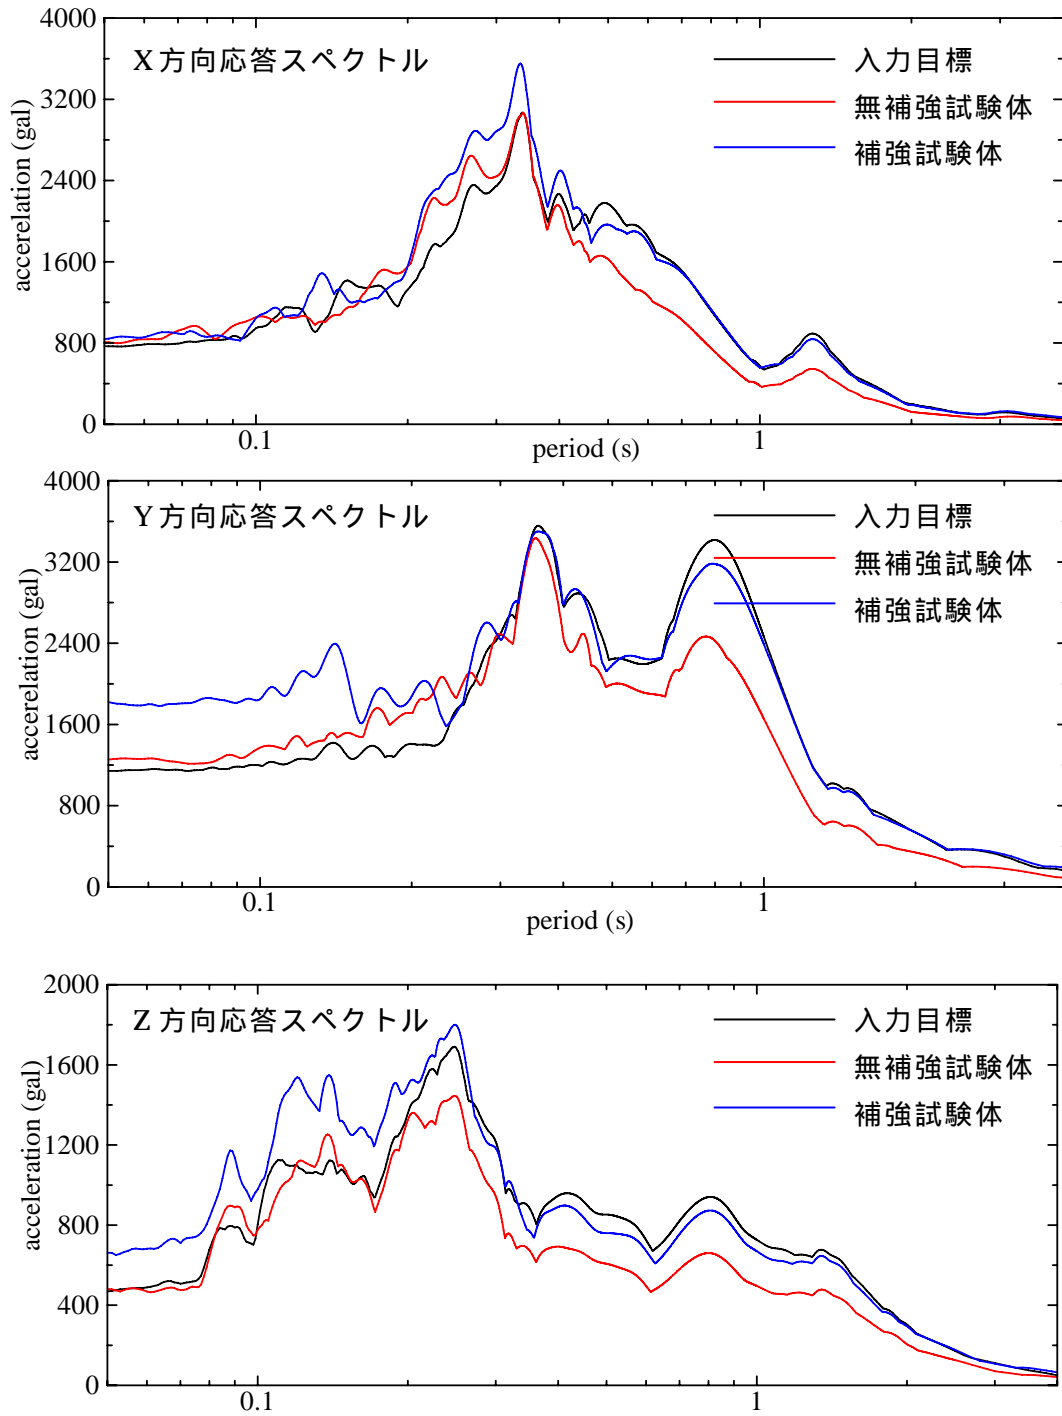 4000
X方向応答スペクトル
入力目標
3200
無補強試験体
補強試験体
2400
accerelation (gal)
1600
800
0
0.1
1
period (s)
4000
Y方向応答スペクトル
入力目標
3200
無補強試験体
補強試験体
2400
accerelation (gal)
1600
800
0
0.1
1
period (s)
2000
Z方向応答スペクトル
入力目標
1600
無補強試験体
補強試験体
1200
acceleration (gal)
800
400
0
0.1
1